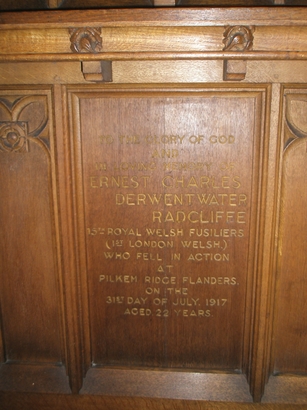 TO THE GLORY OF GOD
AND
ERNEST CHARLES
DERWENTWATER
RADCLIFFE
15TH ROYAL WELSH FUSILIERS
(1ST LONDON WELSH.)
WHO FELL IN ACTION
AT
PILKEM RIDGE FLANDERS.
ON THE
31ST DAY OF JULY, 1917
AGED 22 YEARS.